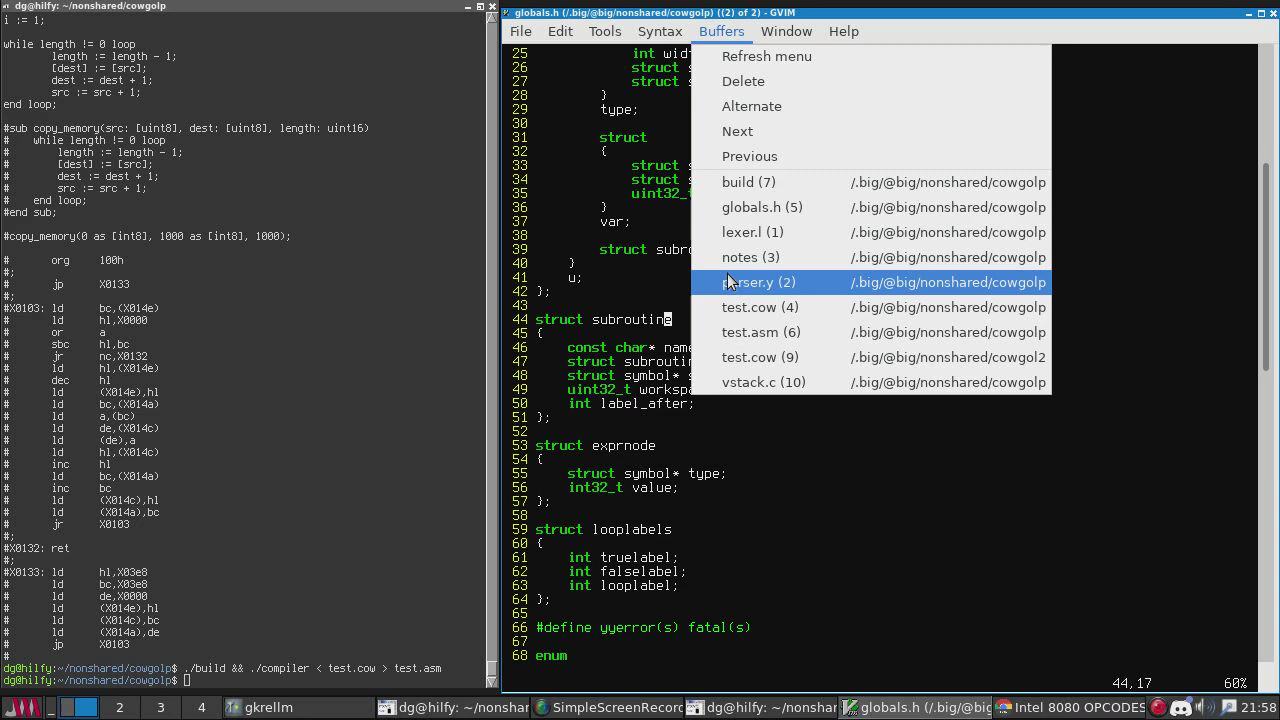 dg@hilfy: ~/nonshared/cowgolp
i := 1;
while length != 0 loop
length := length - 1;
[dest] := [src];
dest := dest + 1;
src := src + 1;
end loop;
#sub copy_memory(src: [uint8], dest: [uint8], length: uint16)
#    while length != 0 loop
#        length := length - 1;
#        [dest] := [src];
#        dest := dest + 1;
#        src := src + 1;
#    end loop;
#end sub;
#copy_memory(0 as [int8], 1000 as [int8], 1000);
#       org     100h
#;
#       jp      X0133
#;
#X0103: ld      bc,(X014e)
#       ld      hl,X0000
#       or      a
#       sbc     hl,bc
#       jr      nc,X0132
#       ld      hl,(X014e)
#       dec     hl
#       ld      (X014e),hl
#       ld      bc,(X014a)
#       ld      a,(bc)
#       ld      de,(X014c)
#       ld      (de),a
#       ld      hl,(X014c)
#       inc     hl
#       ld      bc,(X014a)
#       inc     bc
#       ld      (X014c),hl
#       ld      (X014a),bc
#       jr      X0103
#;
#X0132: ret
#;
#X0133: ld      hl,X03e8
#       ld      bc,X03e8
#       ld      de,X0000
#       ld      (X014e),hl
#       ld      (X014c),bc
#       ld      (X014a),de
#       jp      X0103
#
dg@hilfy:~/nonshared/cowgolp$ ./build && ./compiler < test.cow > test.asm
dg@hilfy:~/nonshared/cowgolp$
globals.h (/.big/@big/nonshared/cowgolp) ((2) of 2) - GVIM
File Edit Tools Syntax Buffers Window Help
25 int wid
26 struct s
27 struct s
28 }
29 type;
30
31 struct
32 {
33 struct s
34 struct s
35 uint32_t
36 }
37 var;
38
39 struct subro
40 }
41 u;
42 };
43
44 struct subroutine
45 {
46 const char* name
47 struct subroutin
48 struct symbol* s
49 uint32_t workspa
50 int label_after;
51 };
52
53 struct exprnode
54 {
55 struct symbol* type;
56 int32_t value;
57 };
58
59 struct looplabels
60 {
61 int truelabel;
62 int falselabel;
63 int looplabel;
64 };
65
66 #define yyerror(s) fatal(s)
67
68 enum
44,17 60%
Refresh menu
Delete
Alternate
Next
Previous
build (7) /.big/@big/nonshared/cowgolp
globals.h (5) /.big/@big/nonshared/cowgolp
lexer.l (1) /.big/@big/nonshared/cowgolp
notes (3) /.big/@big/nonshared/cowgolp
parser.y (2) /.big/@big/nonshared/cowgolp
test.cow (4) /.big/@big/nonshared/cowgolp
test.asm (6) /.big/@big/nonshared/cowgolp
test.cow (9) /.big/@big/nonshared/cowgol2
vstack.c (10) /.big/@big/nonshared/cowgolp
2 3 4 gkrellm dg@hilfy: ~/nonshar SimpleScreenRecord dg@hilfy: ~/nonshar globals.h (/.big/@big Intel 8080 OPCODES 21:58